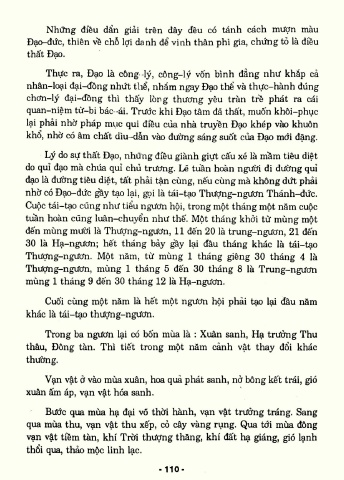 Những điều dẫn giải trên đây đều có tánh cách mượn màu
Đạo-đức, thiên về chỗ lợi danh để vinh thân phì gia, chứng tỏ là điều
thất Đạo.
Thực ra, Đạo là công-lý, công-lý vốn bình đẳng như khắp cả
nhân-loại đại-đồng nhứt thể, nhắm ngay Đạo thể và thực-hành đúng
chơn-lý đại-đồng thì thấy lòng thương yêu tràn trề phát ra cái
quan-niệm từ-bi bác-ái. Trước khi Đạo tâm đã thất, muốn khôi-phục
lại phải nhờ pháp mục qui điều của nhà truyền Đạo khép vào khuôn
khổ, nhờ có âm chất dìu-dẫn vào đường sáng suốt của Đạo mới đặng.
Lý do sự thất Đạo, những điều giành giựt cấu xé là mầm tiêu diệt
do quỉ đạo mà chúa quỉ chủ trương. Lẽ tuần hoàn người đi đường quỉ
đạo là đường tiêu diệt, tất phải tận cùng, nếu cùng mà không dứt phải
nhờ có Đạo-đức gầy tạo lại, gọi là tái-tạo Thượng-ngươn Thánh-đức.
Cuộc tái-tạo cũng như tiểu ngươn hội, trong một tháng một năm cuộc
tuần hoàn cũng luân-chuyển như thế. Một tháng khởi từ mùng một
đến mùng mười là Thượng-ngươn, 11 đến 20 là trung-ngươn, 21 đến
30 là Hạ-ngươn; hết tháng bảy gầy lại đầu tháng khác là tái-tạo
Thượng-ngươn. Một năm, từ mùng 1 tháng giêng 30 tháng 4 là
Thượng-ngươn, mùng 1 tháng 5 đến 30 tháng 8 là Trung-ngươn
mùng 1 tháng 9 đến 30 tháng 12 là Hạ-ngươn.
Cuối cùng một năm là hết một ngươn hội phải tạo lại đầu năm
khác là tái-tạo thượng-ngươn.
Trong ba ngươn lại có bốn mùa là : Xuân sanh, Hạ trưởng Thu
thâu, Đông tàn. Thì tiết trong một năm cảnh vật thay đổi khác
thường.
Vạn vật ở vào mùa xuân, hoa quả phát sanh, nở bông kết trái, gió
xuân ấm áp, vạn vật hóa sanh.
Bước qua mùa hạ đại võ thời hành, vạn vật trưởng tráng. Sang
qua mùa thu, vạn vật thu xếp, cỏ cây vàng rụng. Qua tới mùa đông
vạn vật tiềm tàn, khí Trời thượng thăng, khí đất hạ giáng, gió lạnh
thổi qua, thảo mộc linh lạc.
- 110 -